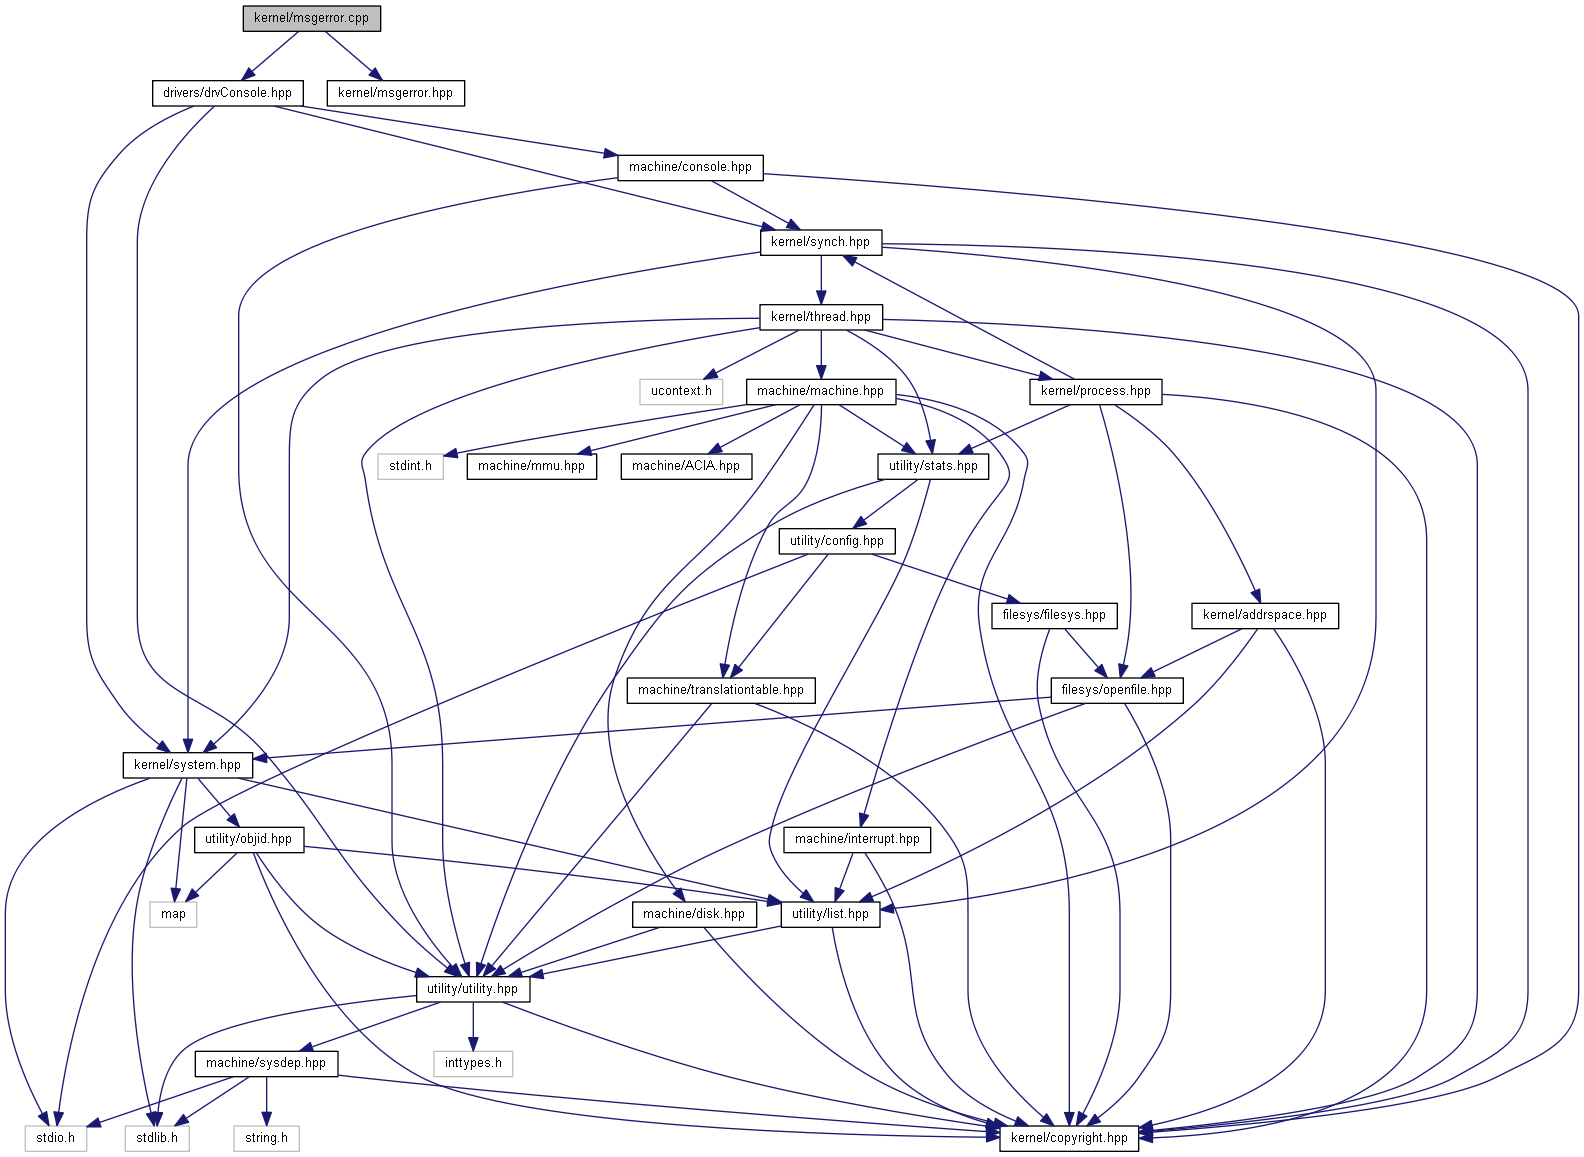 kernel/msgerror.cpp
drivers/drvConsole.hpp
kernel/msgerror.hpp
machine/console.hpp
kernel/synch.hpp
kernel/thread.hpp
ucontext.h
machine/machine.hpp
kernel/process.hpp
stdint.h
machine/mmu.hpp
machine/ACIA.hpp
utility/stats.hpp
utility/config.hpp
filesys/filesys.hpp
kernel/addrspace.hpp
machine/translationtable.hpp
filesys/openfile.hpp
kernel/system.hpp
utility/objid.hpp
machine/interrupt.hpp
map
machine/disk.hpp
utility/list.hpp
utility/utility.hpp
machine/sysdep.hpp
inttypes.h
stdio.h
stdlib.h
string.h
kernel/copyright.hpp